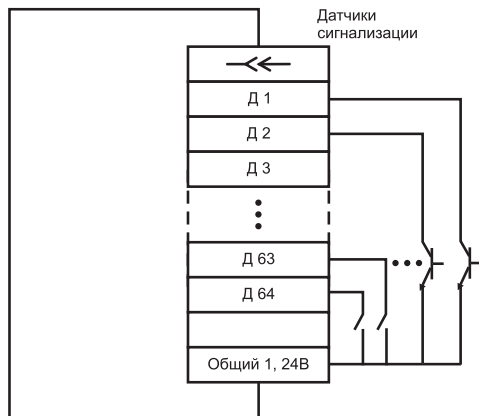 Датчики
сигнализации
Д 1
Д 2
Д 3
Д 63
Д 64
Общий 1, 24В